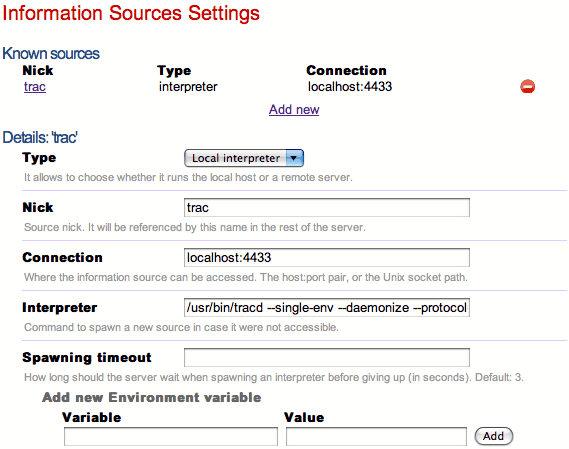 Information Sources Settings
Known sources
Nick Type Connection
trac interpreter localhost:4433
Add new
Details: 'trac'
Type Local interpreter
It allows to choose whether it runs the local host or a remote server.
Nick trac
Source nick. It will be referenced by this name in the rest of the server.
Connection localhost:4433
Where the information source can be accessed. The host:port pair, or the Unix socket path.
Interpreter /usr/bin/tracd --single-env --daemonize --protocol
Command to spawn a new source in case it were not accessible.
Spawning timeout
How long should the server wait when spawning an interpreter before giving up (in seconds). Default: 3.
Add new Environment variable
Variable Value
Add